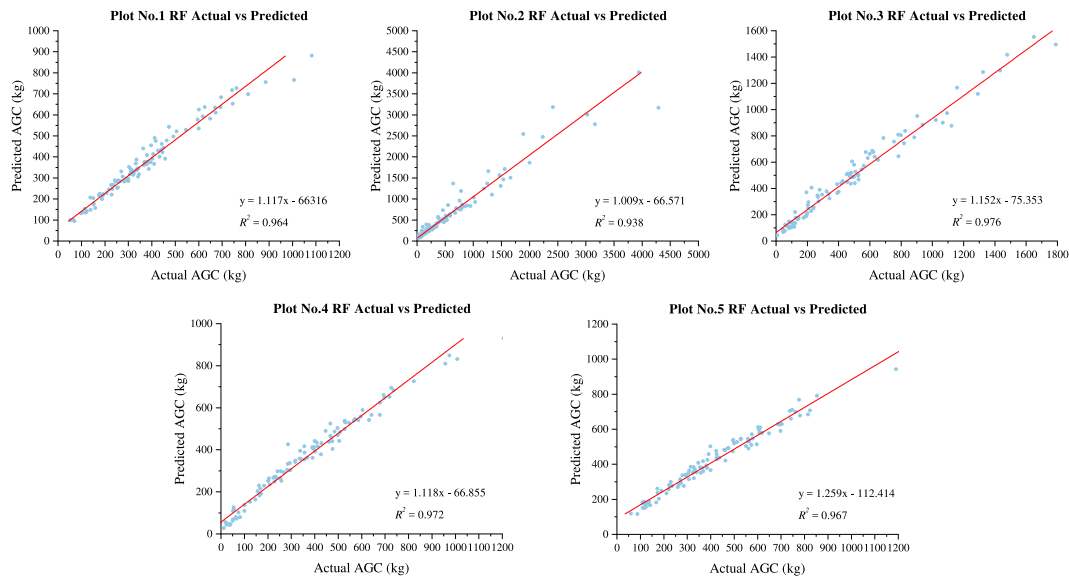 Plot No.1 RF Actual vs Predicted
Predicted AGC (kg)
1000
900
800
700
600
500
400
300
200
100
0
y = 1.117x - 66316
R² = 0.964
0 100 200 300 400 500 600 700 800 900 1000 1100 1200
Actual AGC (kg)
Plot No.2 RF Actual vs Predicted
Predicted AGC (kg)
5000
4500
4000
3500
3000
2500
2000
1500
1000
500
0
y = 1.009x - 66.571
R² = 0.938
0 500 1000 1500 2000 2500 3000 3500 4000 4500 5000
Actual AGC (kg)
Plot No.3 RF Actual vs Predicted
Predicted AGC (kg)
1600
1400
1200
1000
800
600
400
200
0
y = 1.152x - 75.353
R² = 0.976
0 200 400 600 800 1000 1200 1400 1600 1800
Actual AGC (kg)
Plot No.4 RF Actual vs Predicted
Predicted AGC (kg)
1000
800
600
400
200
0
y = 1.118x - 66.855
R² = 0.972
0 100 200 300 400 500 600 700 800 900 1000 1100 1200
Actual AGC (kg)
Plot No.5 RF Actual vs Predicted
Predicted AGC (kg)
1200
1000
800
600
400
200
0
y = 1.259x - 112.414
R² = 0.967
0 100 200 300 400 500 600 700 800 900 1000 1100 1200
Actual AGC (kg)